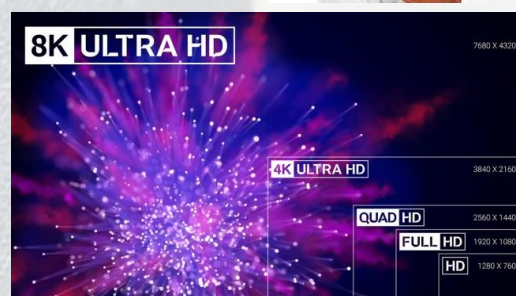 8K ULTRA HD
7680 X 4320
4K ULTRA HD
3840 X 2160
QUAD HD
2560 X 1440
FULL HD
1920 X 1080
HD
1280 X 760